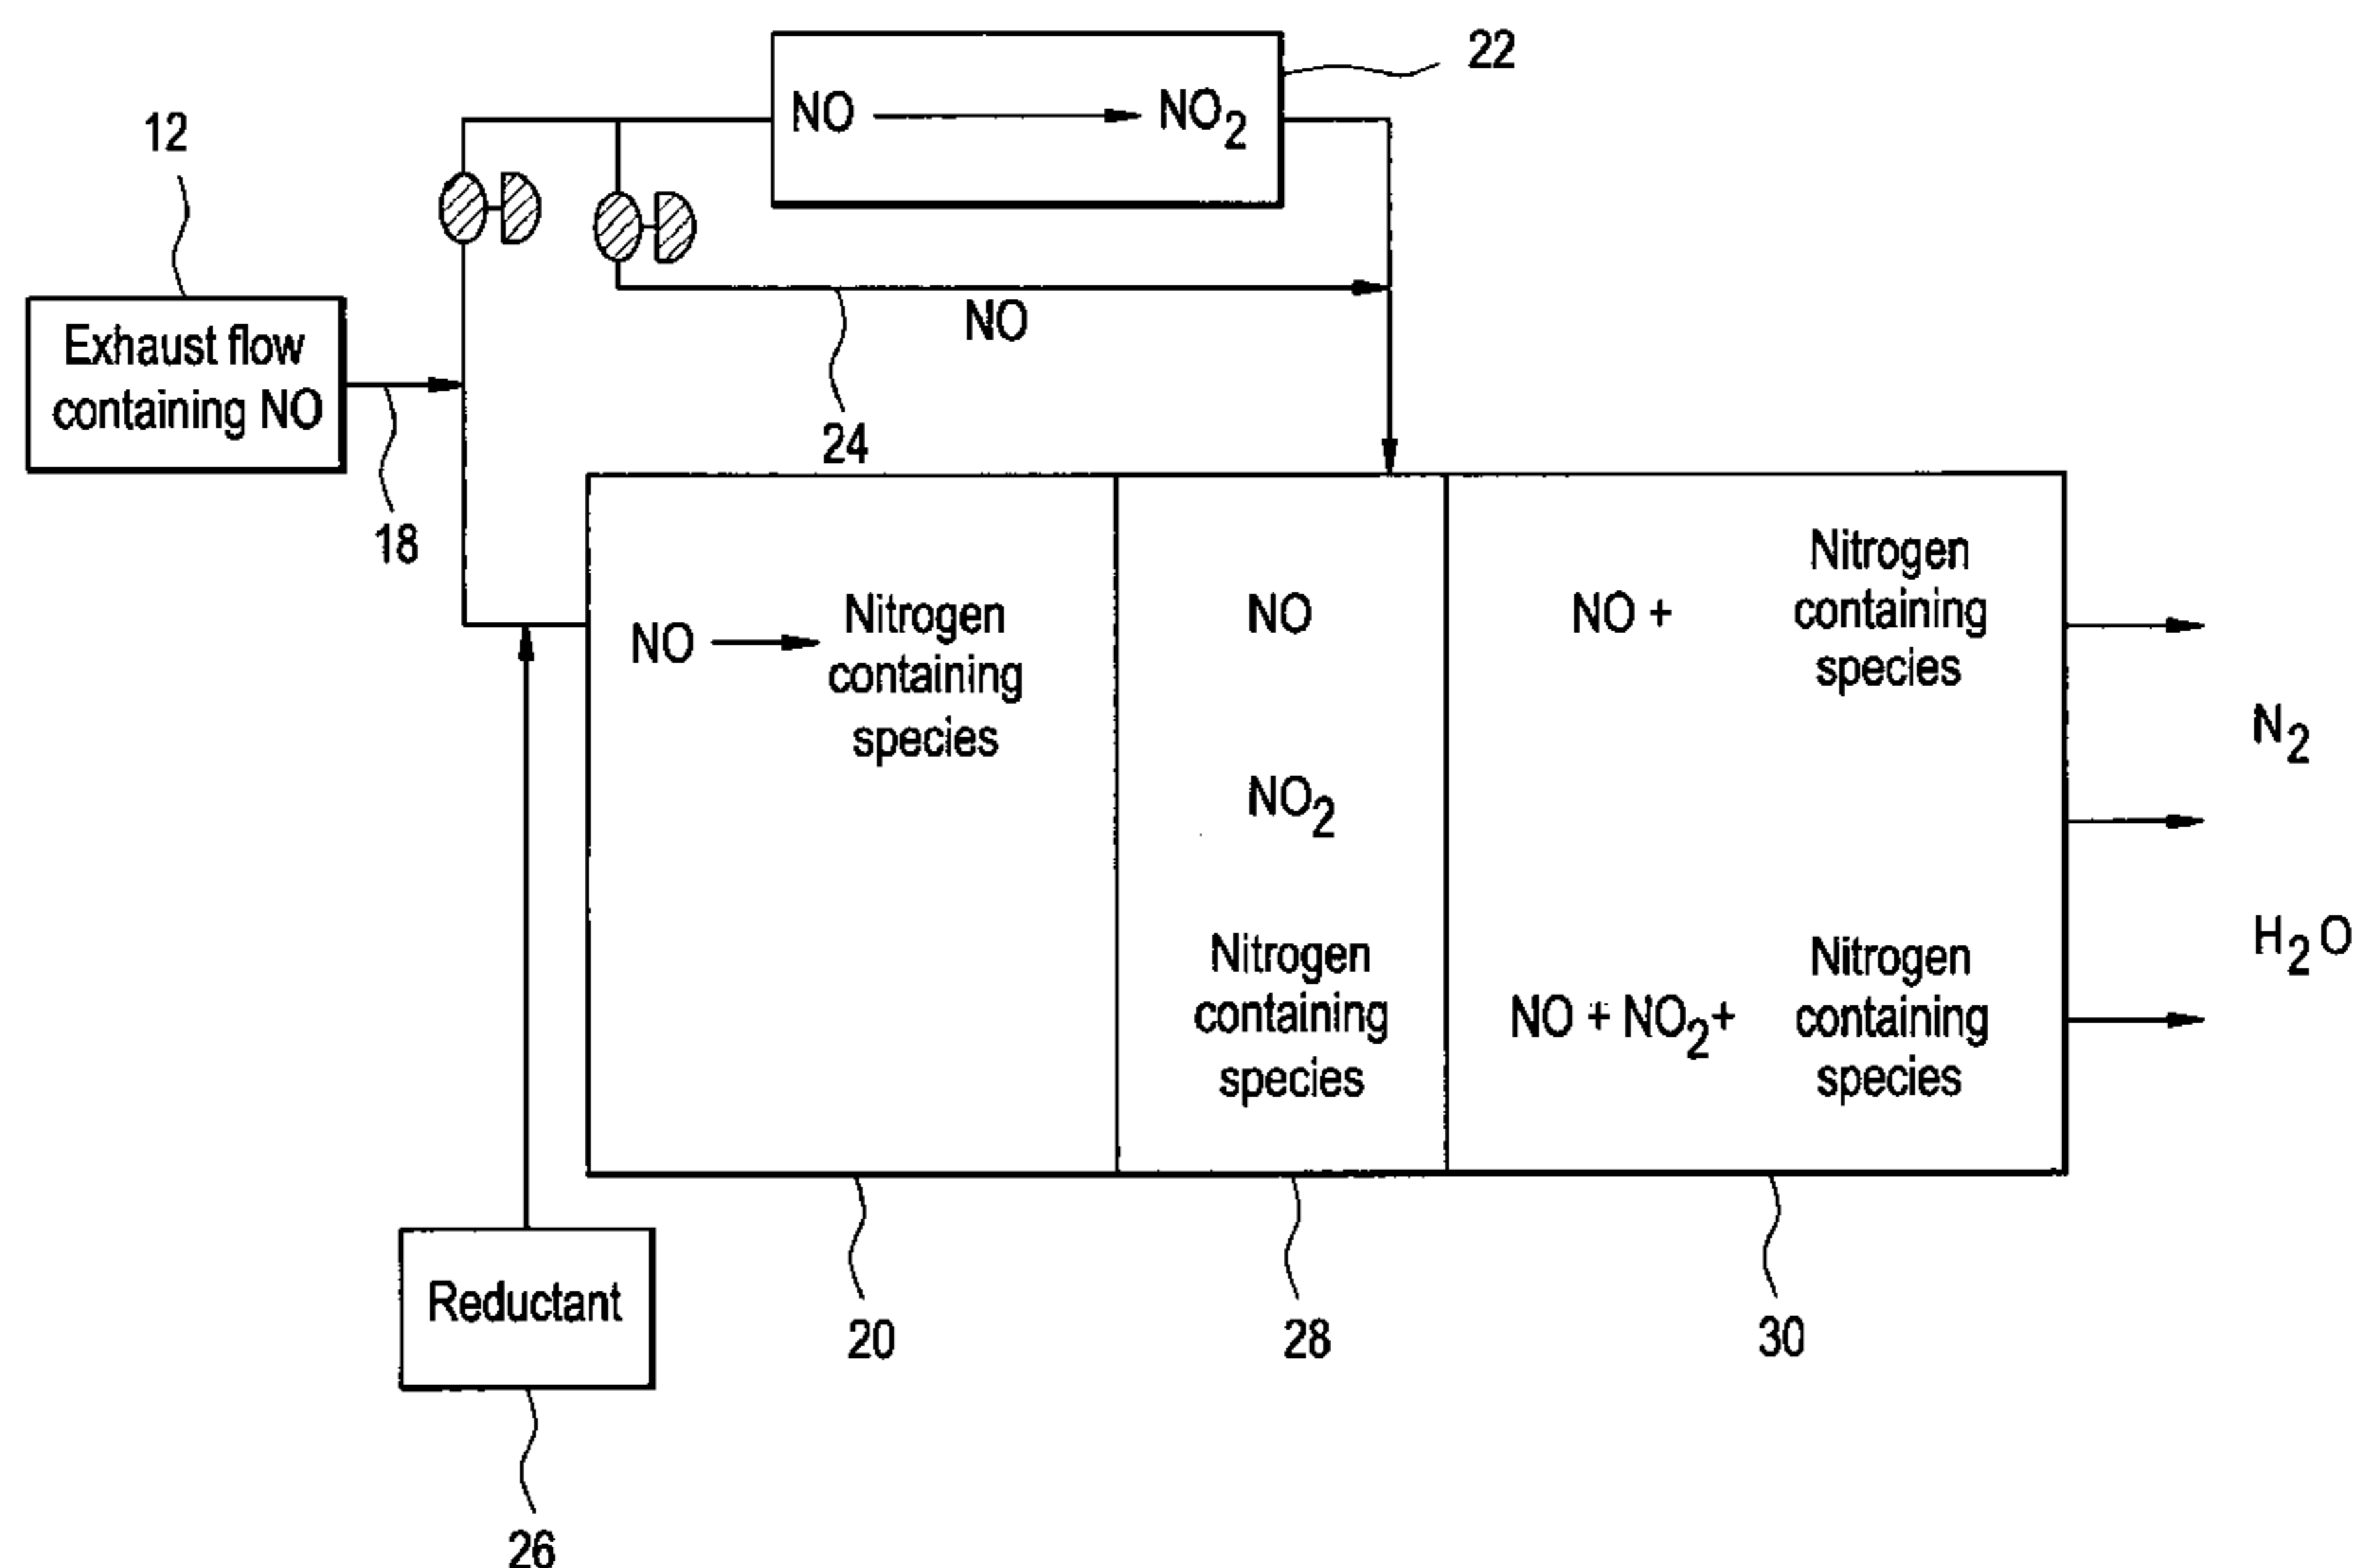 22
NO NO2
12
Exhaust flow
containing NO
NO
24
18
NO
Nitrogen
containing
species
NO
NO2
Nitrogen
containing
species
NO +
Nitrogen
containing
species
NO + NO2+
Nitrogen
containing
species
N2
H2O
Reductant
20
28
30
26